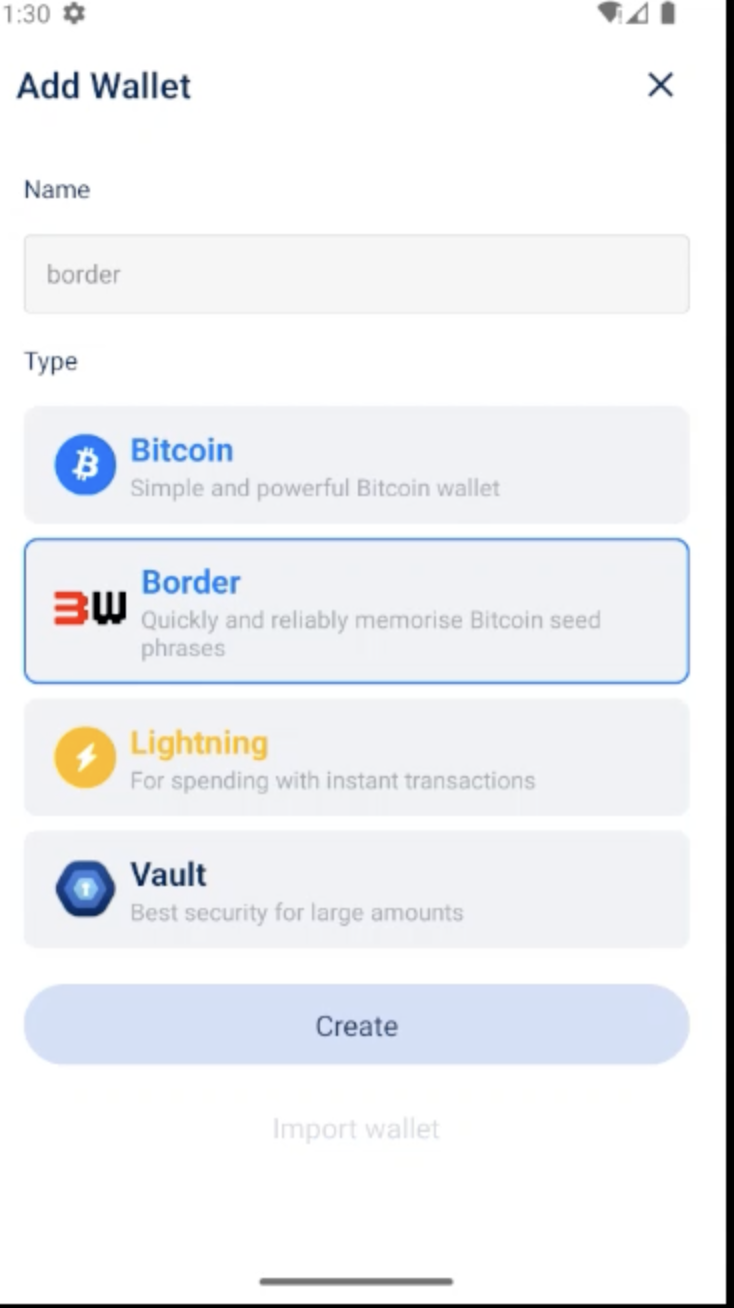 1:30
Add Wallet
Name
border
Type
Bitcoin
Simple and powerful Bitcoin wallet
BW
Border
Quickly and reliably memorise Bitcoin seed
phrases
Lightning
For spending with instant transactions
Vault
Best security for large amounts
Create
Import wallet